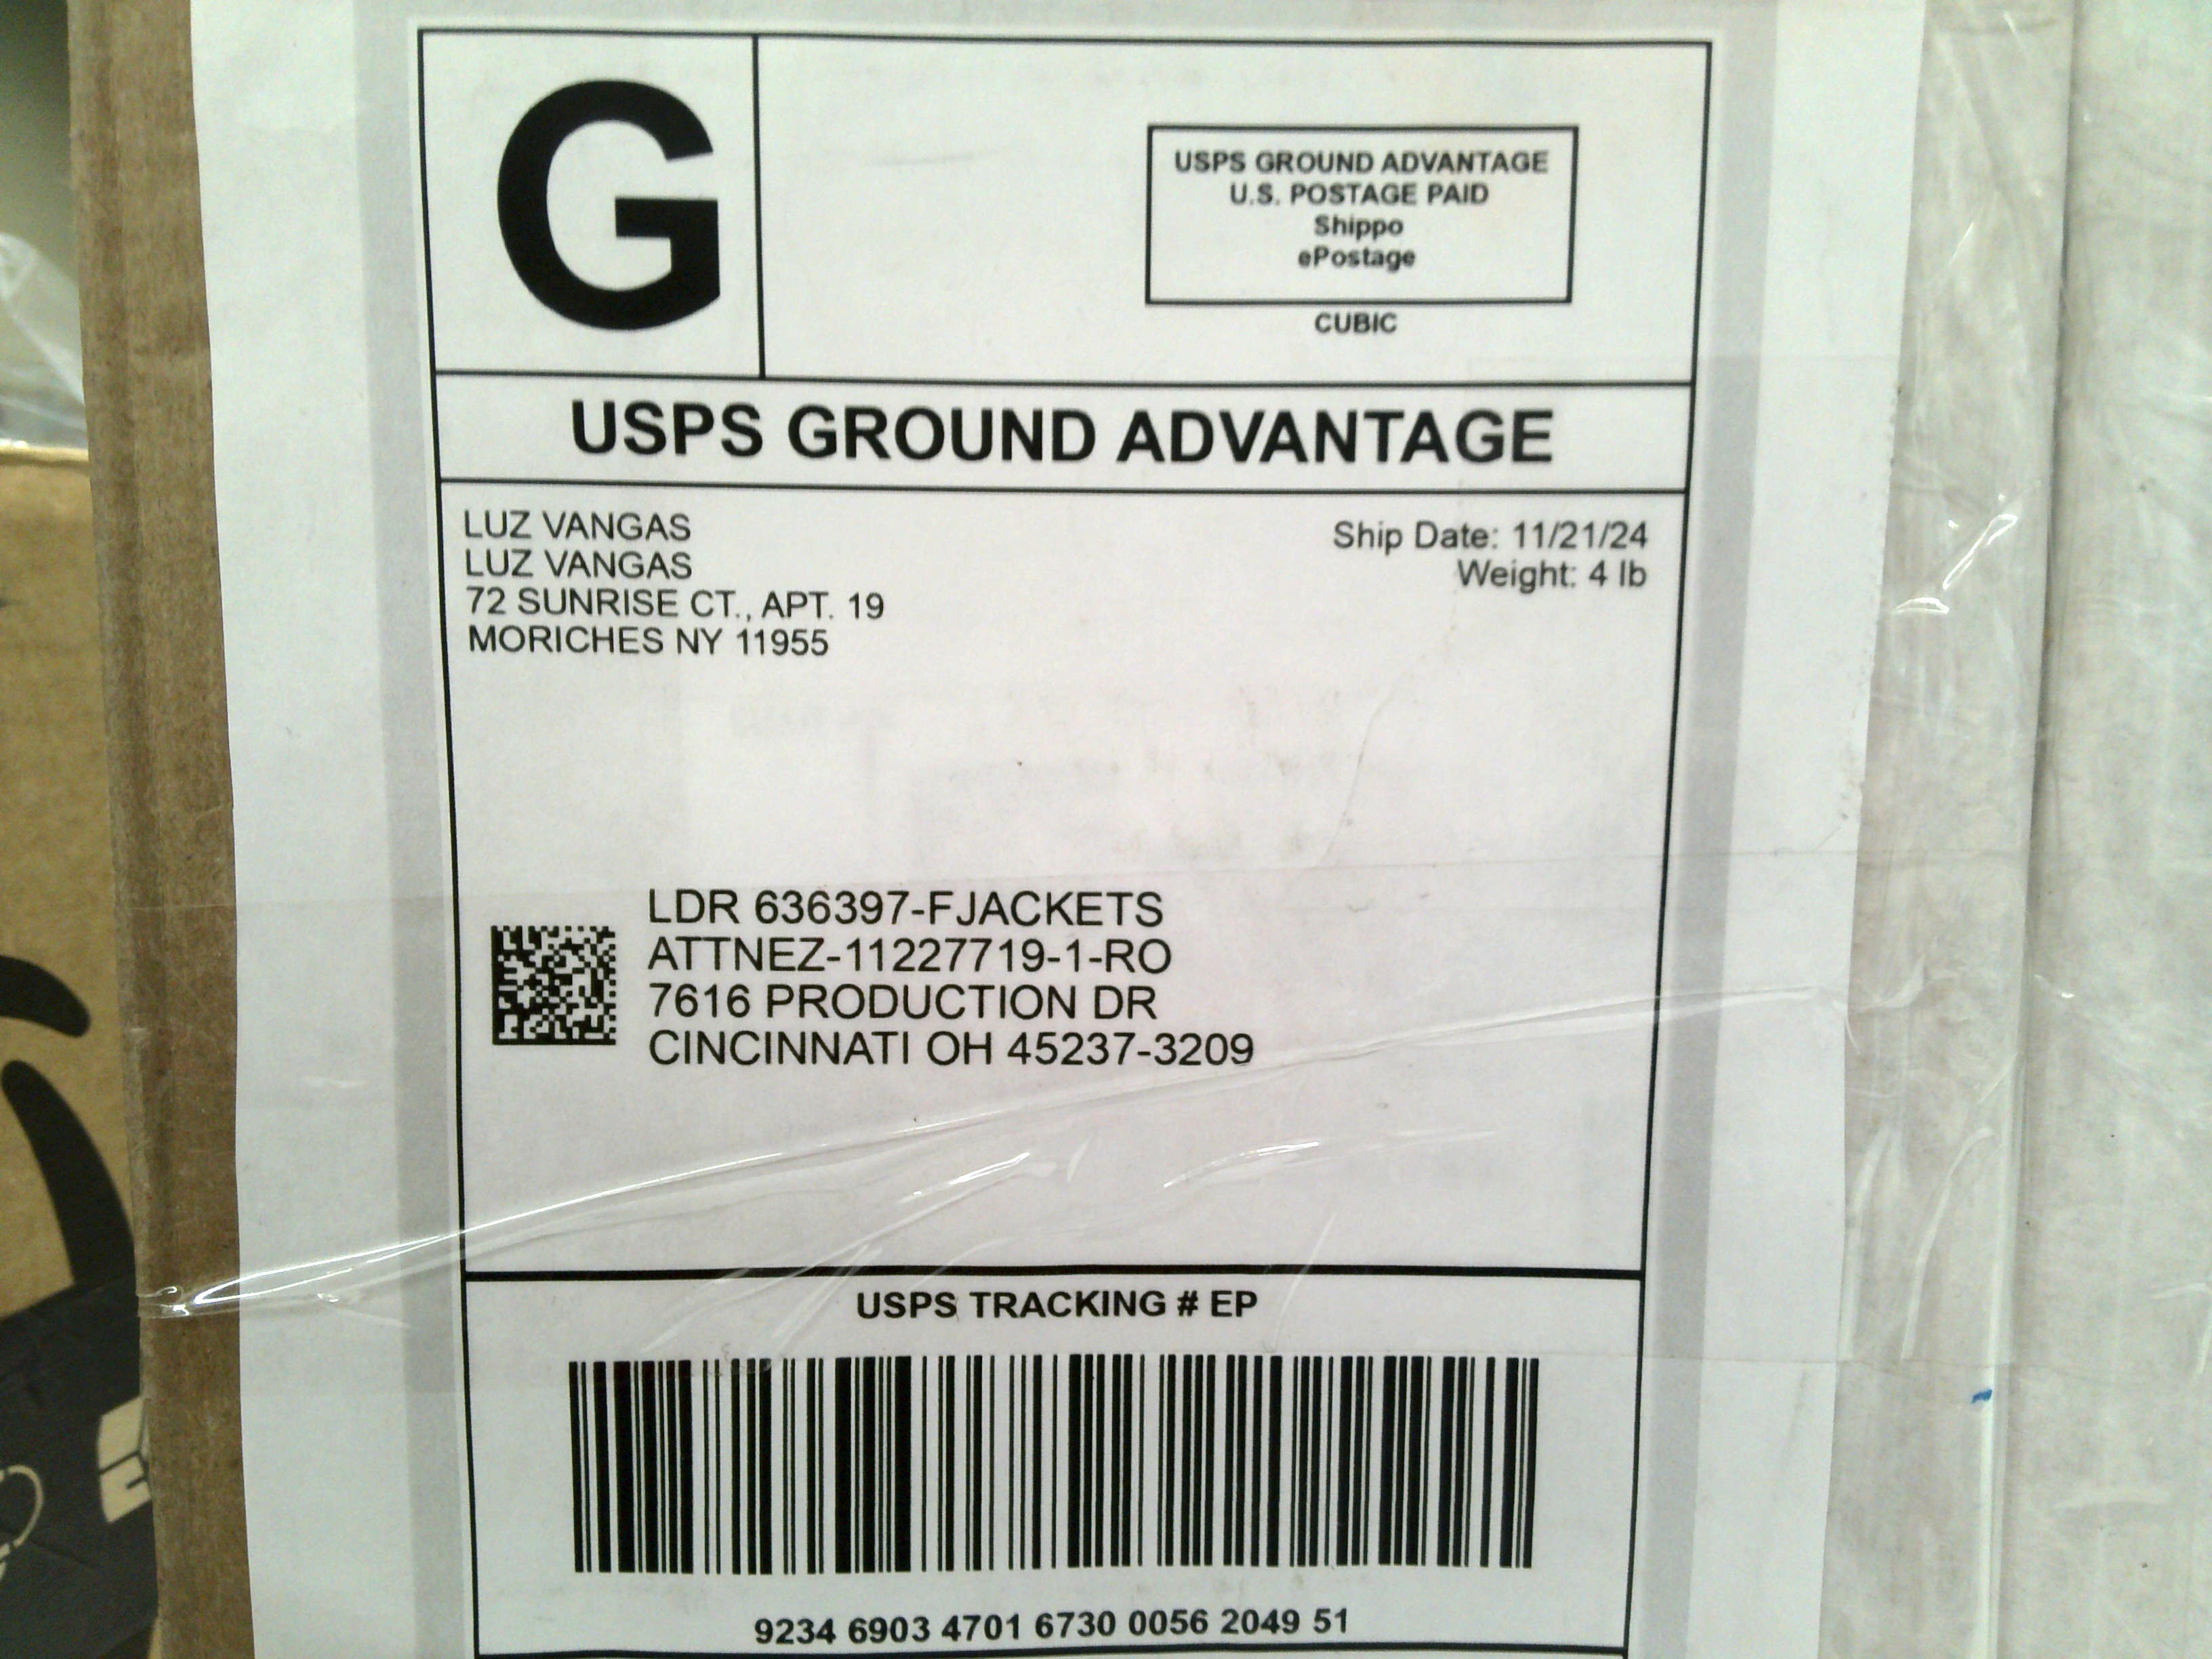 G
USPS GROUND ADVANTAGE
U.S. POSTAGE PAID
Shippo
ePostage
CUBIC
USPS GROUND ADVANTAGE
LUZ VANGAS
LUZ VANGAS
72 SUNRISE CT., APT. 19
MORICHES NY 11955
Ship Date: 11/21/24
Weight: 4 lb
LDR 636397-FJACKETS
ATTNEZ-11227719-1-RO
7616 PRODUCTION DR
CINCINNATI OH 45237-3209
USPS TRACKING # EP
9234 6903 4701 6730 0056 2049 51